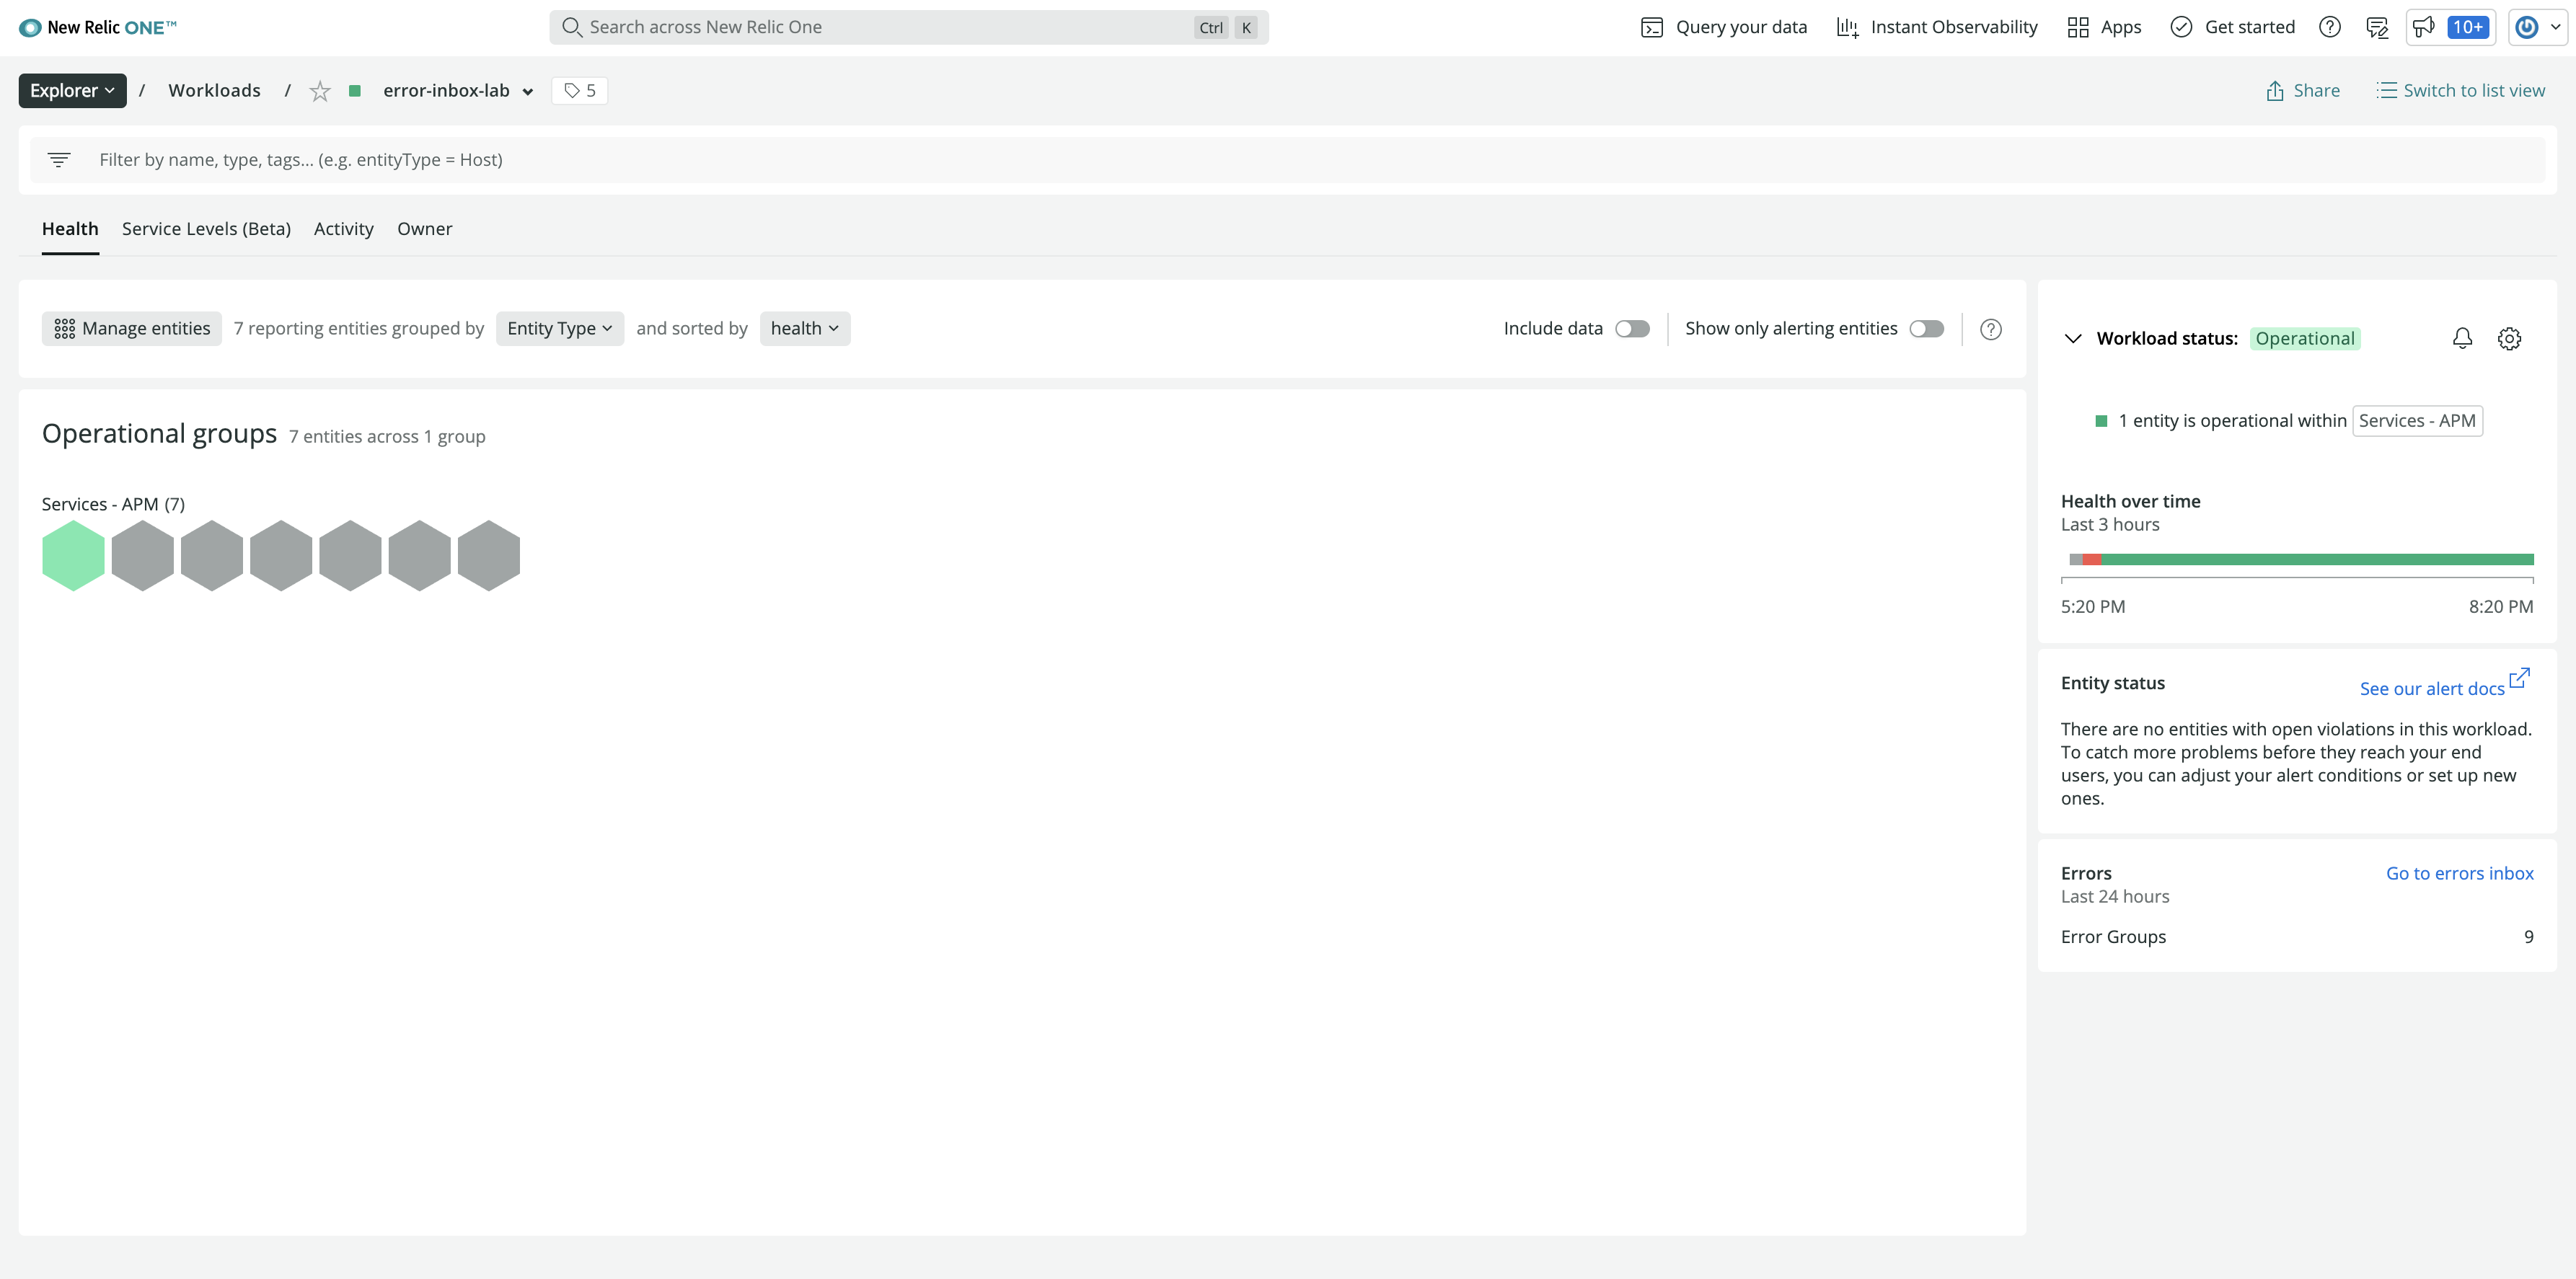 New Relic ONE™
Search across New Relic One
Ctrl K
Query your data
Instant Observability
Apps
Get started
10+
Explorer / Workloads / error-inbox-lab 5
Share
Switch to list view
Filter by name, type, tags... (e.g. entityType = Host)
Health Service Levels (Beta) Activity Owner
Manage entities 7 reporting entities grouped by Entity Type and sorted by health
Include data Show only alerting entities
Operational groups 7 entities across 1 group
Services - APM (7)
Workload status: Operational
1 entity is operational within Services - APM
Health over time
Last 3 hours
5:20 PM 8:20 PM
Entity status See our alert docs
There are no entities with open violations in this workload.
To catch more problems before they reach your end
users, you can adjust your alert conditions or set up new
ones.
Errors Go to errors inbox
Last 24 hours
Error Groups 9